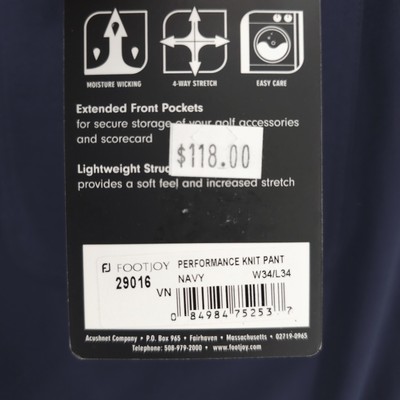 MOISTURE WICKING
4-WAY STRETCH
EASY CARE
Extended Front Pockets
for secure storage of your golf accessories
and scorecard
$118.00
Lightweight
provides a soft feel and increased stretch
FJ FOOTJOY PERFORMANCE KNIT PANT
29016 NAVY W34/L34
VN
0 84984 75253 7
Acushnet Company • P.O. Box 965 • Fairhaven • Massachusetts • 02719-0965
Telephone: 508-979-2000 • www.footjoy.com